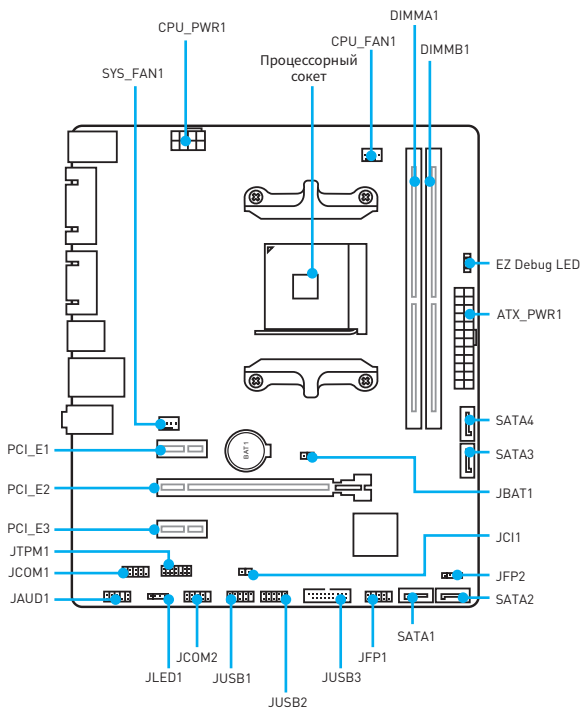 DIMMA1
CPU_PWR1
CPU_FAN1
DIMMB1
Процессорный
сокет
SYS_FAN1
EZ Debug LED
ATX_PWR1
SATA4
PCI_E1
BAT1
SATA3
PCI_E2
JBAT1
PCI_E3
JCI1
JTPM1
JCOM1
JFP2
JAUD1
SATA2
SATA1
JCOM2
JFP1
JLED1
JUSB1
JUSB3
JUSB2